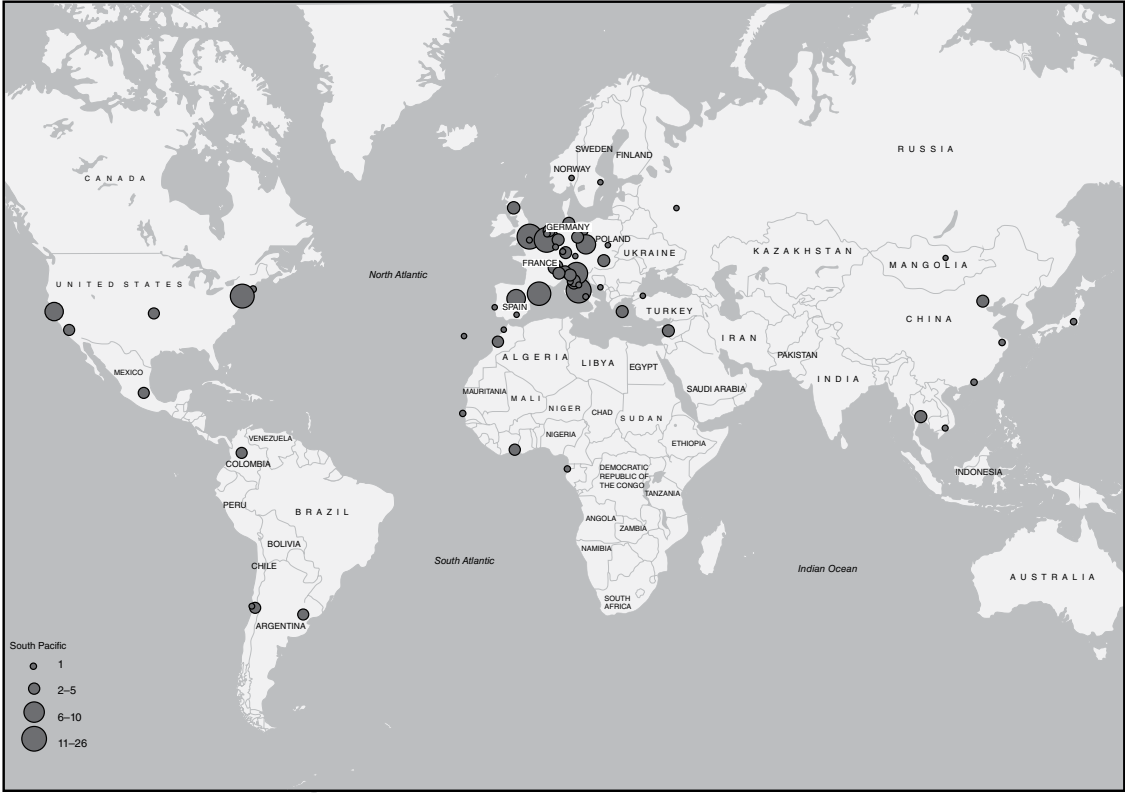 RUSSIA
SWEDEN
FINLAND
NORWAY
CANADA
GERMANY
POLAND
UKRAINE
KAZAKHSTAN
MANGOLIA
FRANCE
North Atlantic
UNITED STATES
SPAIN
TURKEY
CHINA
IRAN
PAKISTAN
ALGERIA
LIBYA
EGYPT
MEXICO
INDIA
SAUDI ARABIA
MAURITANIA
MALI
NIGER
CHAD
SUDAN
NIGERIA
ETHIOPIA
VENEZUELA
COLOMBIA
DEMOCRATIC
REPUBLIC OF
THE CONGO
INDONESIA
TANZANIA
PERU
BRAZIL
ANGOLA
ZAMBIA
BOLIVIA
NAMIBIA
South Atlantic
CHILE
Indian Ocean
AUSTRALIA
SOUTH
AFRICA
ARGENTINA
South Pacific
1
2–5
6–10
11–26